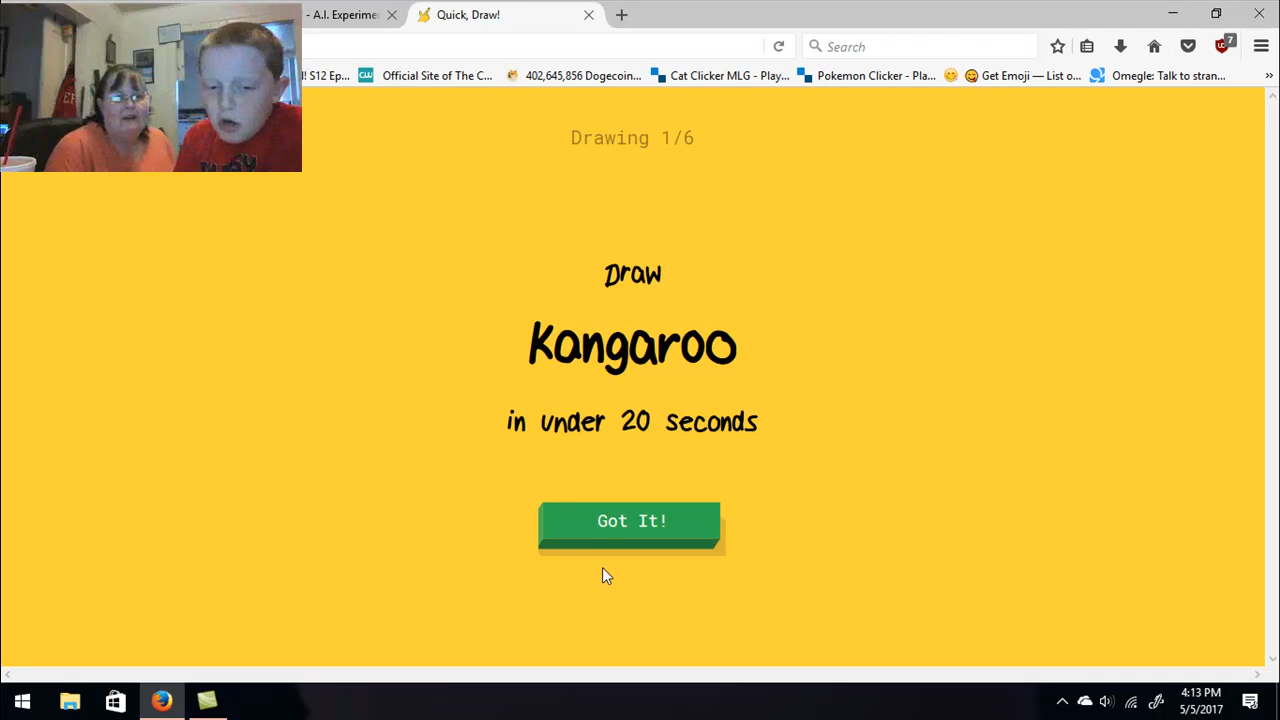 - A.I. Experime
Quick, Draw!
Search
7
! S12 Ep...
CW
Official Site of The C...
402,645,856 Dogecoin...
Cat Clicker MLG - Play...
Pokemon Clicker - Pla...
Get Emoji — List o...
Omegle: Talk to stran...
Drawing 1/6
Draw
Kangaroo
in under 20 seconds
Got It!
4:13 PM
5/5/2017